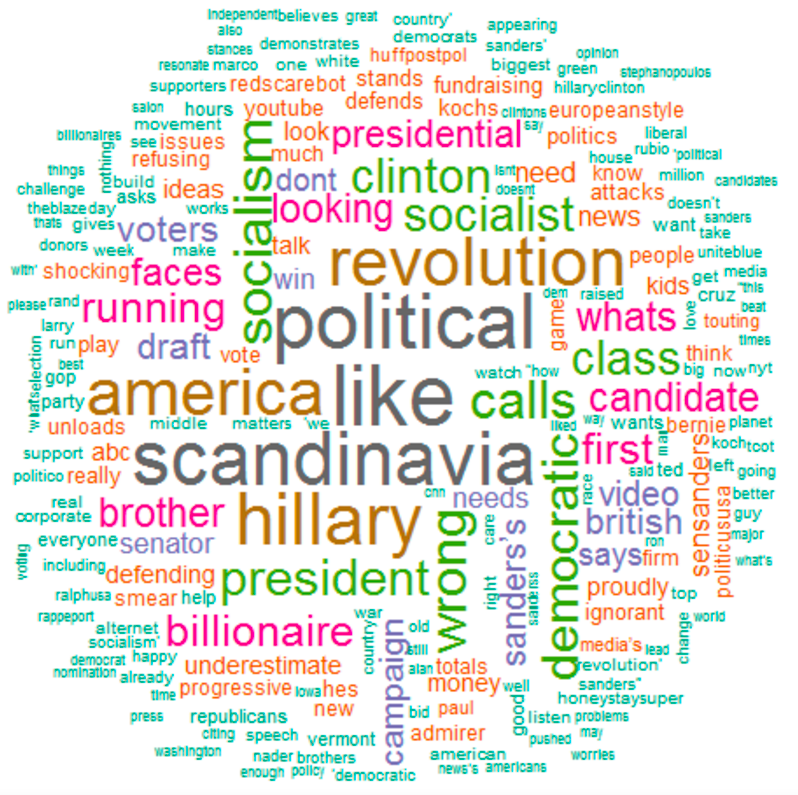 independent believes great country' appearing
also democrats sanders'
stances demonstrates huffpostpol opinion
resonate marco one white biggest green stephanopoulos
supporters redscarebot stands fundraising hillaryclinton
salon hours youtube defends kochs clintons europeanstyle
movement look presidential say politics liberal
billionaires see issues much house rubio 'political
things nothing refusing dont clinton isnt need know million candidates
challenge build ideas doesnt attacks
asks looking socialist news doesn't
theblaze day works want sanders
thats gives voters socialism take
donors week make talk revolution people uniteblue
with' shocking faces win kids get media
please rand running political dem raised cruz "this
larry game whats love beat
run play draft touting
best vote class think times
'whats election gop like watch "how big now nyt
america calls candidate
party liked way wants bernie planet
unloads middle matters 'we first mar koch tcot
support abc scandinavia said ted left going
politico really democratic race sensanders
real hillary cnn needs video better
corporate brother wrong care british politicususa guy
everyone senator sanders's ron major
voting including says firm what's
defending president right sanderss
ralphusa smear help proudly top
rappeport war ignorant world
alternet billionaire country campaign old change
socialism' still media's lead
democrat happy underestimate alan totals revolution'
nomination already money well sanders"
time progressive iowa hes honeystaysuper
press republicans new bid paul good listen problems
citing speech vermont admirer pushed may
washington nader brothers american worries
enough policy 'democratic news's americans